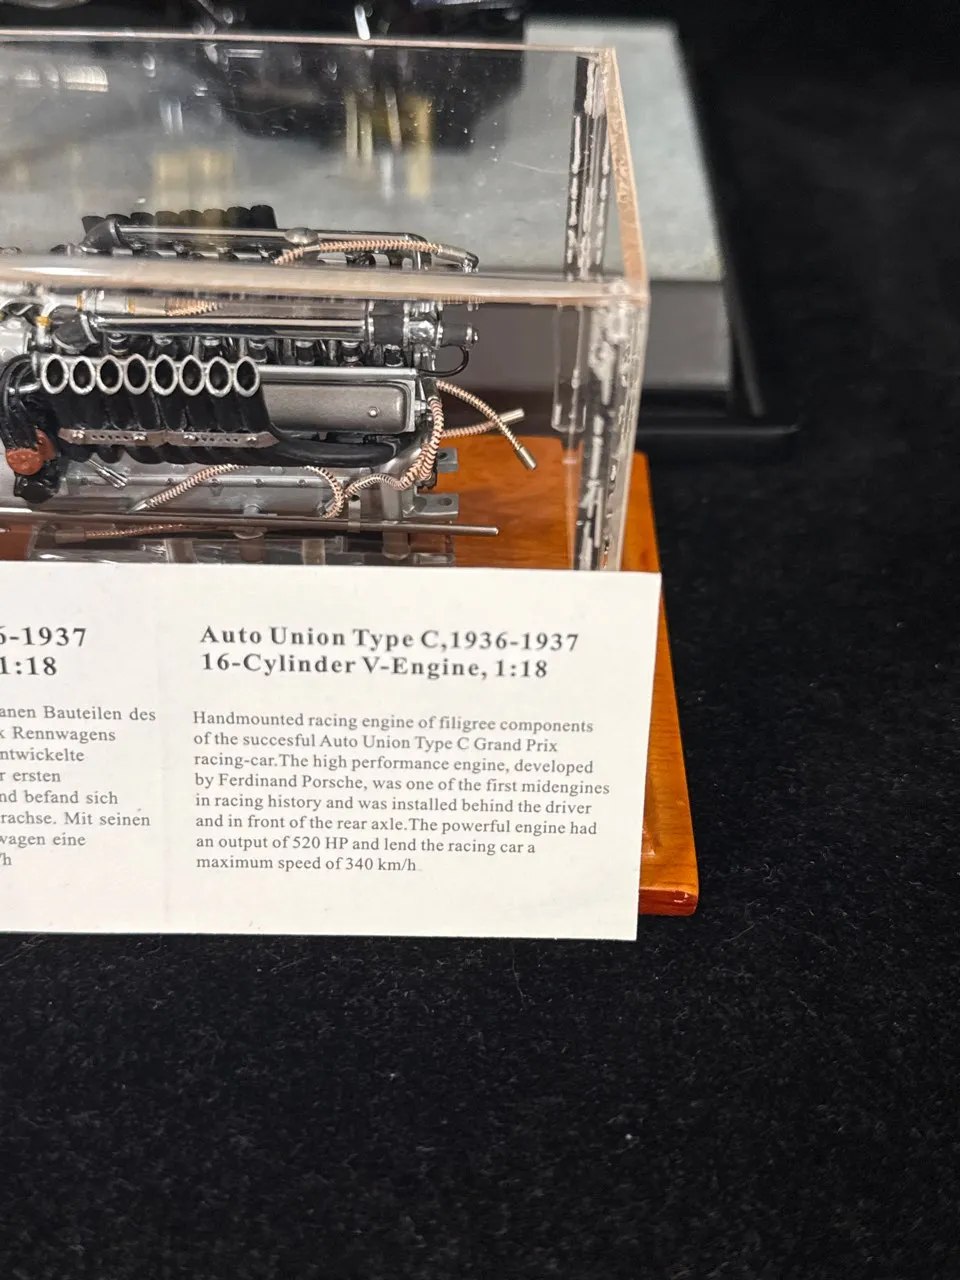 6-1937
1:18
anen Bauteilen des
Rennwagens
ntwickelte
r ersten
nd befand sich
rachse. Mit seinen
wagen eine
/h
Auto Union Type C,1936-1937
16-Cylinder V-Engine, 1:18
Handmounted racing engine of filigree components
of the succesful Auto Union Type C Grand Prix
racing-car.The high performance engine, developed
by Ferdinand Porsche, was one of the first midengines
in racing history and was installed behind the driver
and in front of the rear axle.The powerful engine had
an output of 520 HP and lend the racing car a
maximum speed of 340 km/h